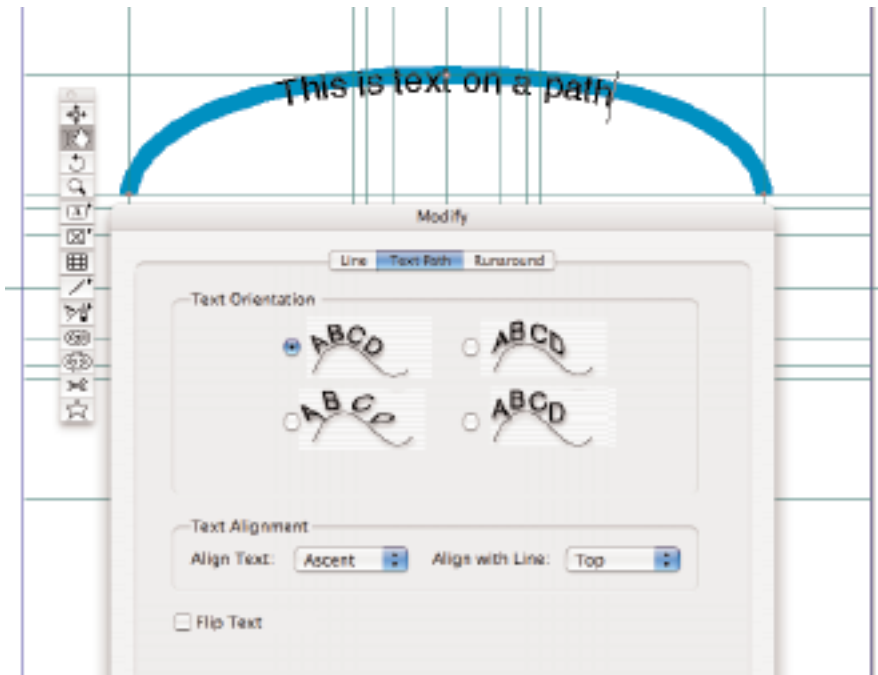 This is text on a path
Modify
Line Text Path Runaround
Text Orientation
ABCD ABCD
ABCD ABCD
Text Alignment
Align Text: Ascent Align with Line: Top
Flip Text